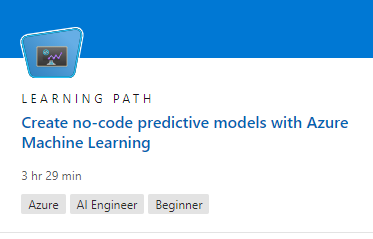 LEARNING PATH
Create no-code predictive models with Azure
Machine Learning
3 hr 29 min
Azure AI Engineer Beginner